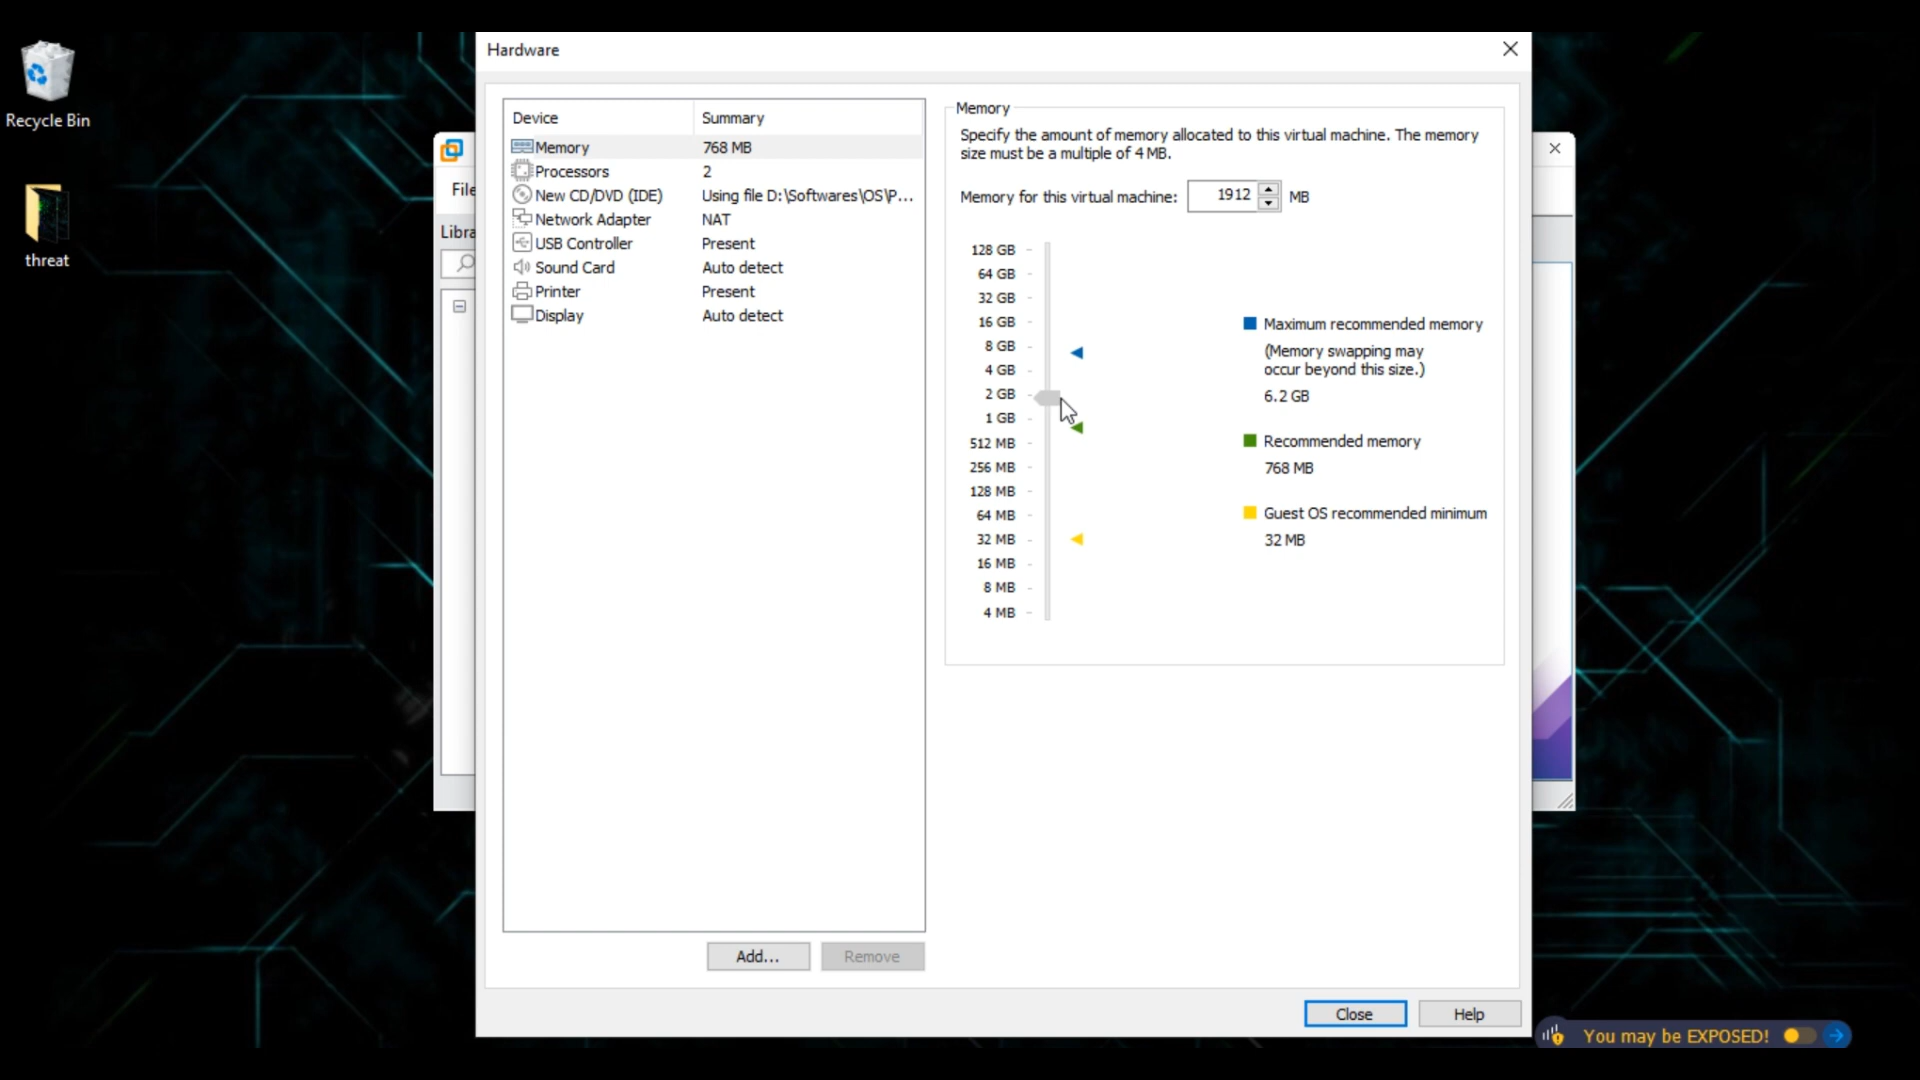 Recycle Bin
threat
File
Libra
Hardware
Device Summary
Memory 768 MB
Processors 2
New CD/DVD (IDE) Using file D:\Softwares\OS\P...
Network Adapter NAT
USB Controller Present
Sound Card Auto detect
Printer Present
Display Auto detect
Add...
Remove
Memory
Specify the amount of memory allocated to this virtual machine. The memory
size must be a multiple of 4 MB.
Memory for this virtual machine: 1912 MB
128 GB
64 GB
32 GB
16 GB
8 GB
4 GB
2 GB
1 GB
512 MB
256 MB
128 MB
64 MB
32 MB
16 MB
8 MB
4 MB
Maximum recommended memory
(Memory swapping may
occur beyond this size.)
6.2 GB
Recommended memory
768 MB
Guest OS recommended minimum
32 MB
Close
Help
You may be EXPOSED!